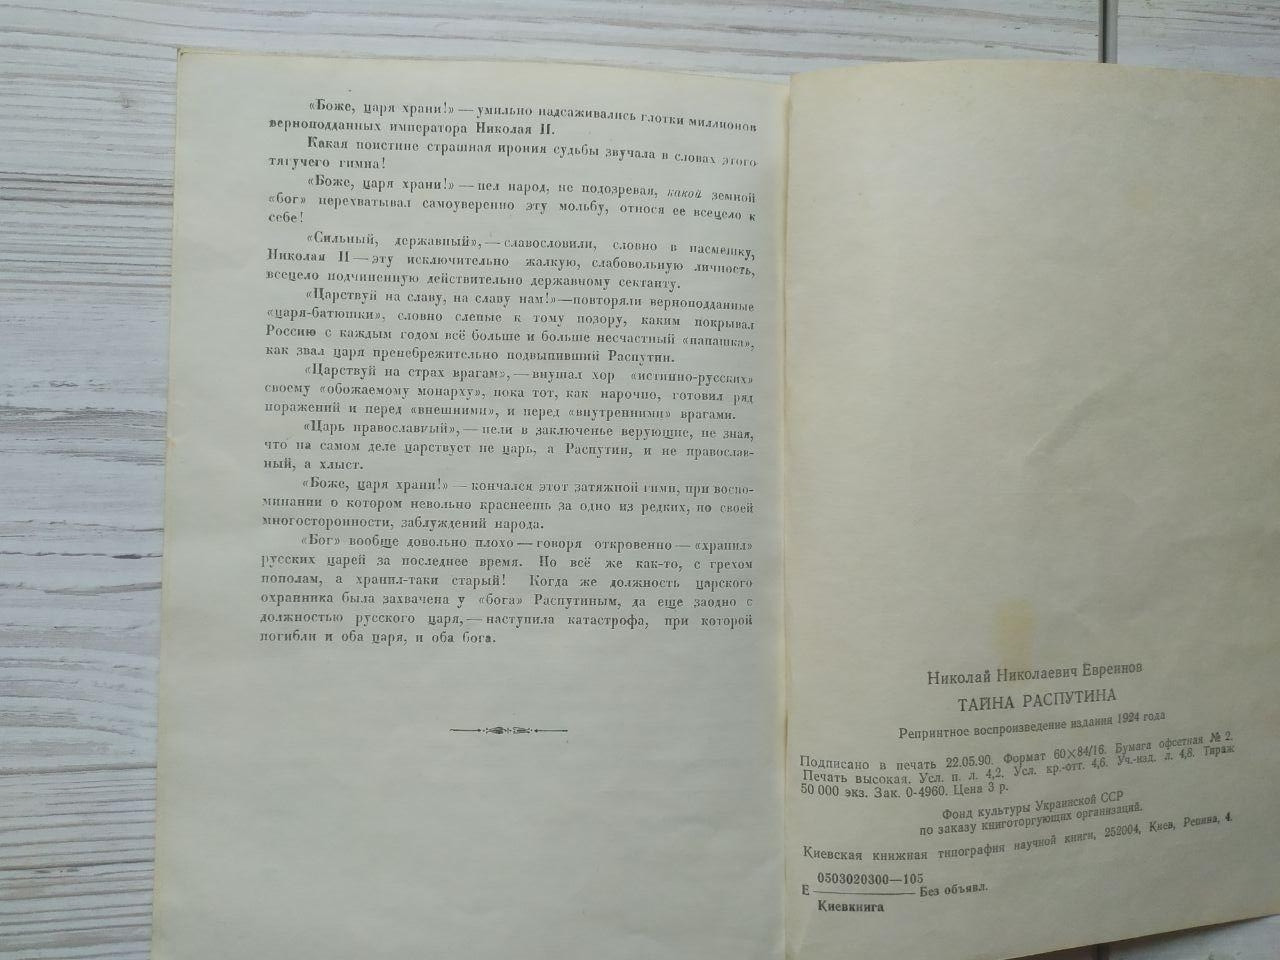 «Боже, царя храни!» — умильно надсаживались глотки миллионов
верноподданных императора Николая II.
Какая поистине страшная ирония судьбы звучала в словах этого
тягучего гимна!
«Боже, царя храни!» — пел народ, не подозревая, какой земной
«бог» перехватывал самоуверенно эту мольбу, относя ее всецело к
себе!
«Сильный, державный», — славословили, словно в насмешку,
Николая II — эту исключительно жалкую, слабовольную личность,
всецело подчиненную действительно державному сектанту.
«Царствуй на славу, на славу нам!» — повторяли верноподданные
«царя-батюшки», словно слепые к тому позору, каким покрывал
Россию с каждым годом всё больше и больше несчастный «папашка»,
как звал царя пренебрежительно подвыпивший Распутин.
«Царствуй на страх врагам», — внушал хор «истинно-русских»
своему «обожаемому монарху», пока тот, как нарочно, готовил ряд
поражений и перед «внешними», и перед «внутренними» врагами.
«Царь православный», — пели в заключенье верующие, не зная,
что на самом деле царствует не царь, а Распутин, и не православ-
ный, а хлыст.
«Боже, царя храни!» — кончался этот затяжной гимн, при воспо-
минании о котором невольно краснеешь за одно из редких, по своей
многосторонности, заблуждений народа.
«Бог» вообще довольно плохо — говоря откровенно — «хранил»
русских царей за последнее время. Но всё же как-то, с грехом
пополам, а хранил-таки старый! Когда же должность царского
охранника была захвачена у «бога» Распутиным, да еще заодно с
должностью русского царя, — наступила катастрофа, при которой
погибли и оба царя, и оба бога.
Николай Николаевич Евреинов
ТАЙНА РАСПУТИНА
Репринтное воспроизведение издания 1924 года
Подписано в печать 22.05.90. Формат 60×84/16. Бумага офсетная № 2.
Печать высокая. Усл. п. л. 4,2. Усл. кр.-отт. 4,6. Уч.-изд. л. 4,8. Тираж
50 000 экз. Зак. 0-4960. Цена 3 р.
Фонд культуры Украинской ССР
по заказу книготоргующих организаций.
Киевская книжная типография научной книги, 252004, Киев, Репина, 4.
0503020300—105
Е ———— Без объявл.
Киевкнига